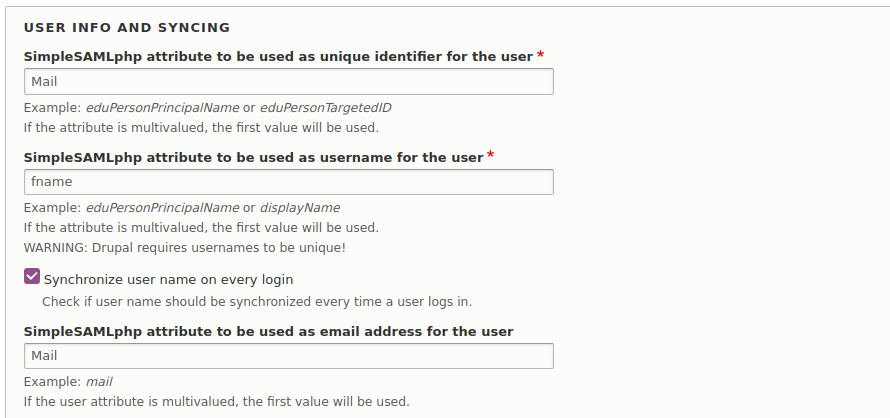 USER INFO AND SYNCING
SimpleSAMLphp attribute to be used as unique identifier for the user *
Mail
Example: eduPersonPrincipalName or eduPersonTargetedID
If the attribute is multivalued, the first value will be used.
SimpleSAMLphp attribute to be used as username for the user *
fname
Example: eduPersonPrincipalName or displayName
If the attribute is multivalued, the first value will be used.
WARNING: Drupal requires usernames to be unique!
Synchronize user name on every login
Check if user name should be synchronized every time a user logs in.
SimpleSAMLphp attribute to be used as email address for the user
Mail
Example: mail
If the user attribute is multivalued, the first value will be used.